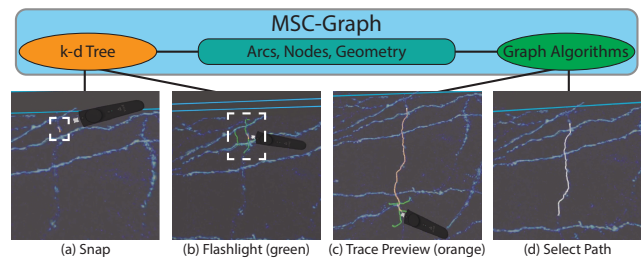 MSC-Graph
k-d Tree
Arcs, Nodes, Geometry
Graph Algorithms
(a) Snap
(b) Flashlight (green)
(c) Trace Preview (orange)
(d) Select Path